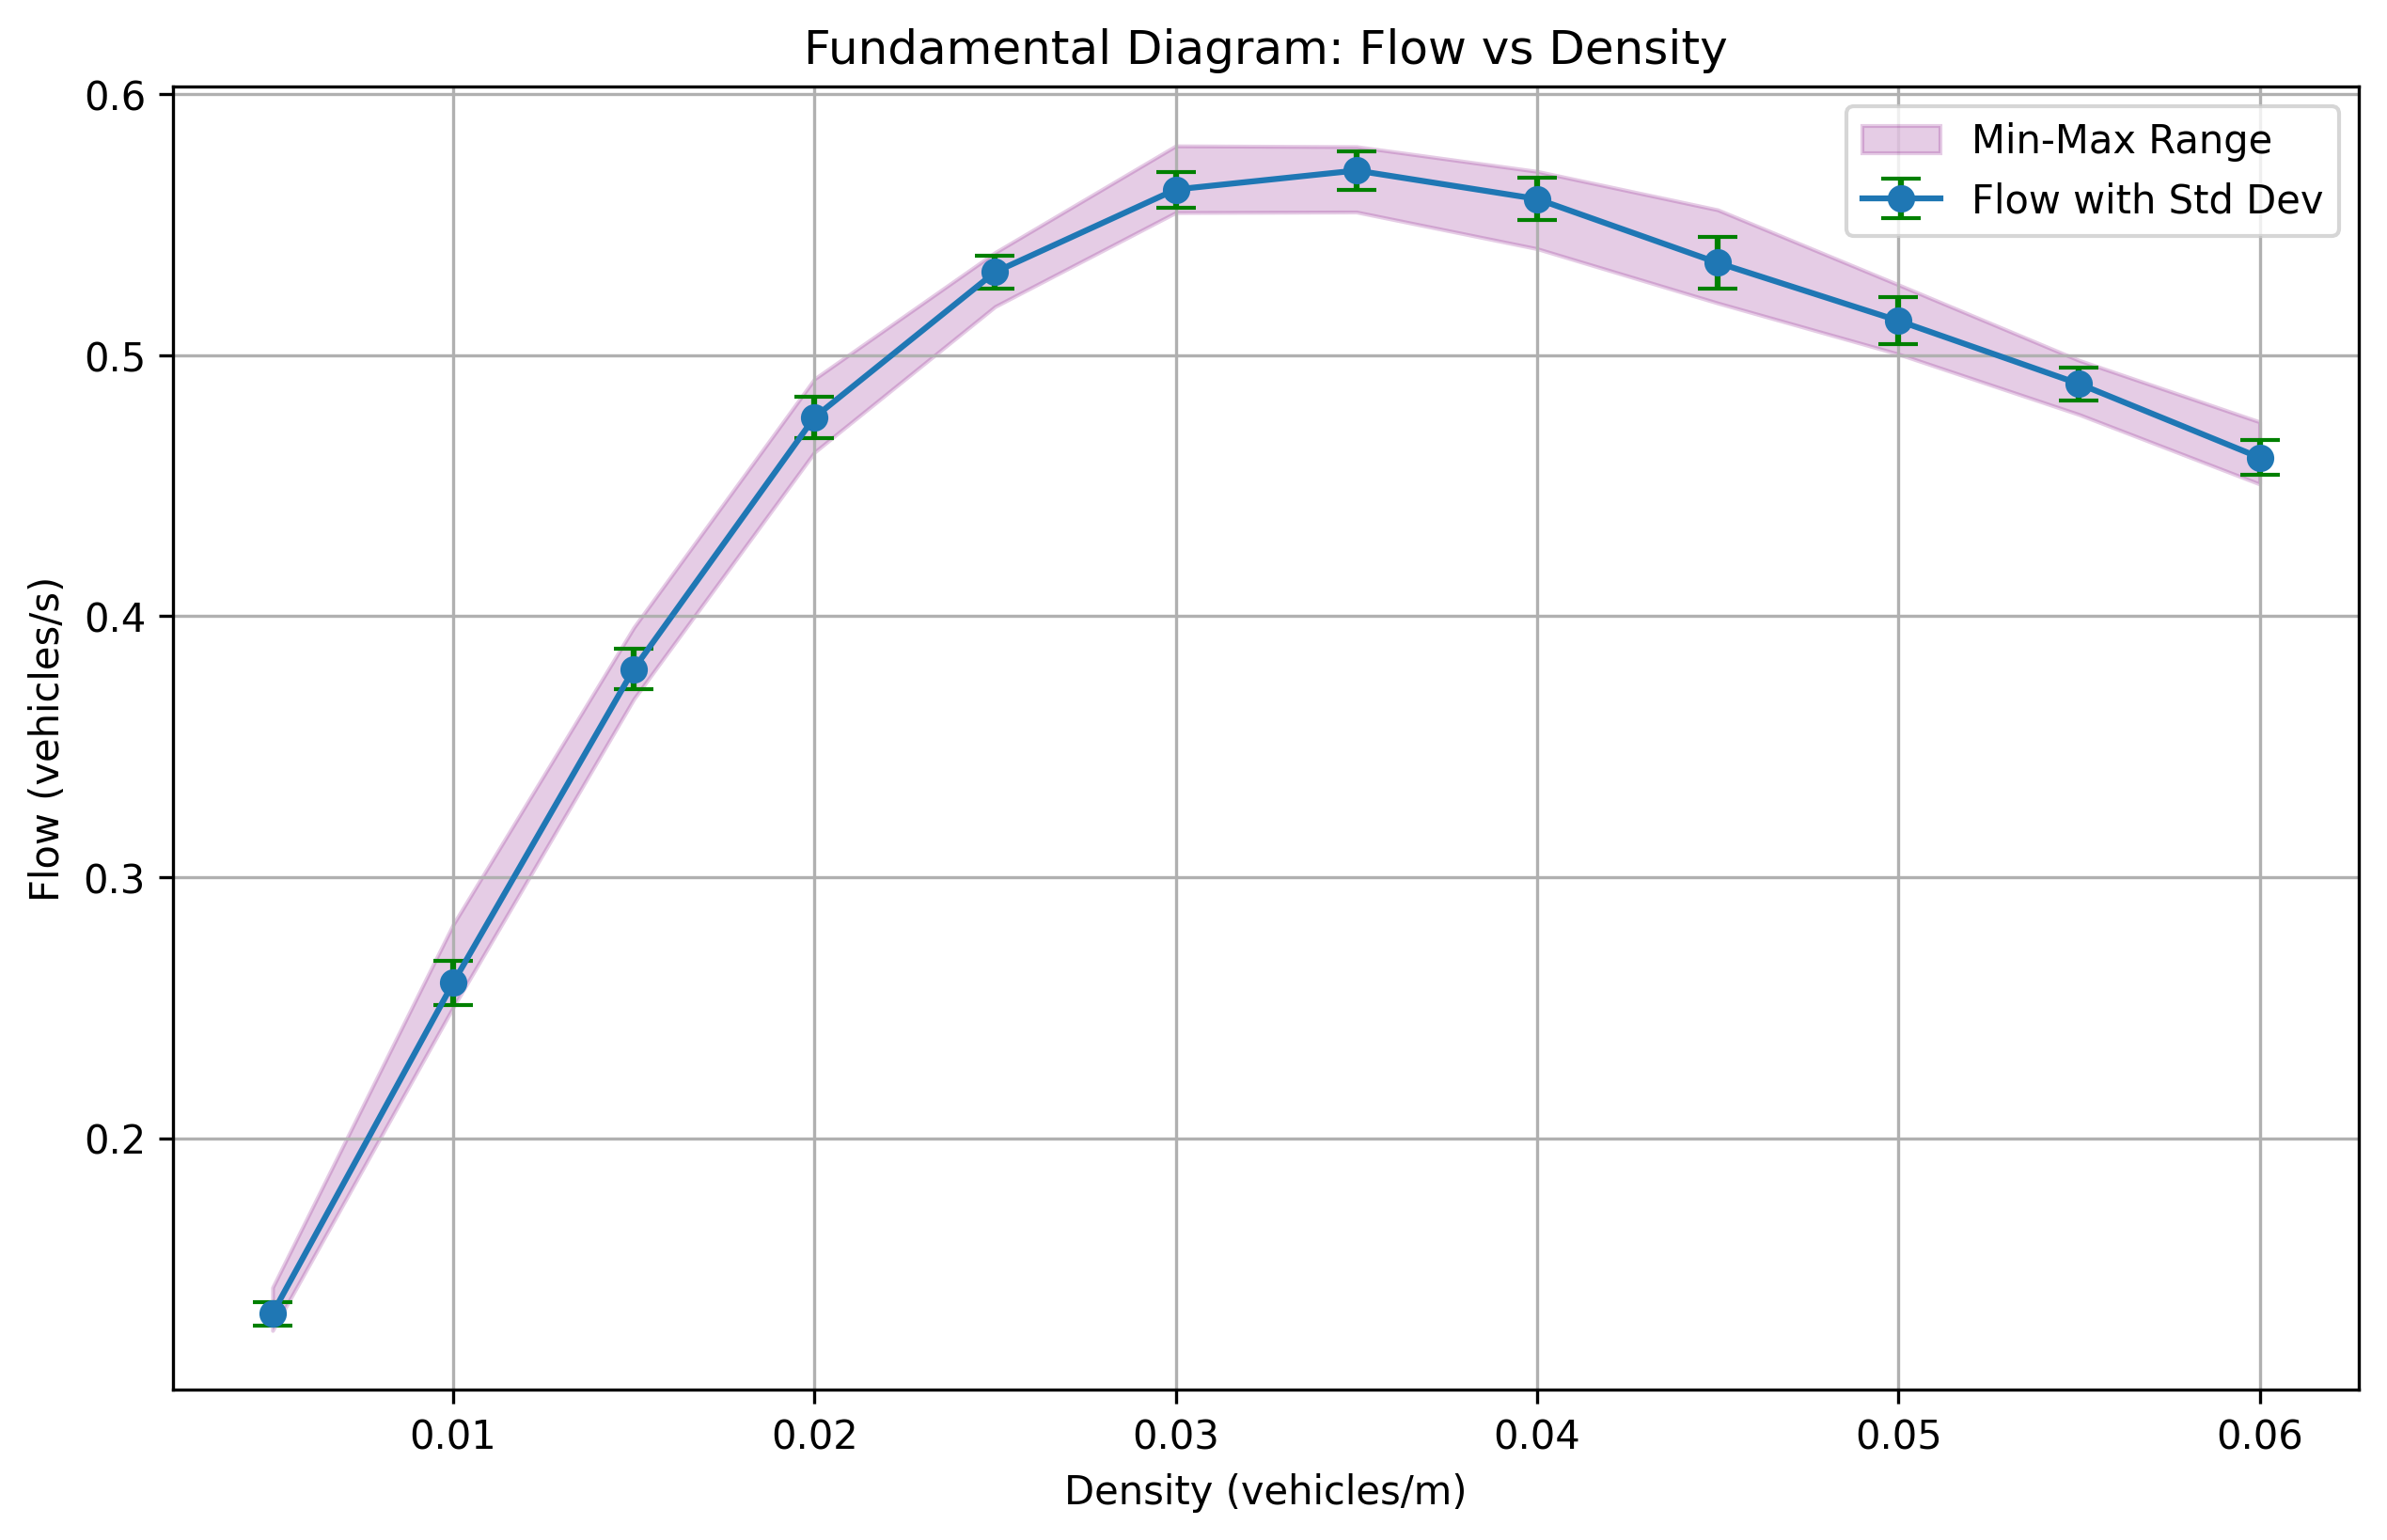 Fundamental Diagram: Flow vs Density
Min-Max Range
Flow with Std Dev
Flow (vehicles/s)
0.6
0.5
0.4
0.3
0.2
0.01
0.02
0.03
0.04
0.05
0.06
Density (vehicles/m)